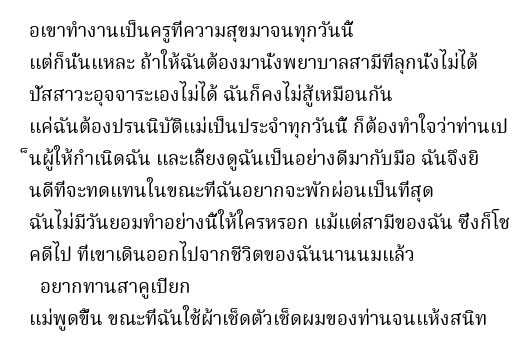 อเขาทำงานเป็นครูที่ความสุขมาจนทุกวันนี้
แต่ก็นั่นแหละ ถ้าให้ฉันต้องมานั่งพยาบาลสามีที่ลุกนั่งไม่ได้
ปัสสาวะอุจจาระเองไม่ได้ ฉันก็คงไม่สู้เหมือนกัน
แค่ฉันต้องปรนนิบัติแม่เป็นประจำทุกวันนี้ ก็ต้องทำใจว่าท่านเป
็นผู้ให้กำเนิดฉัน และเลี้ยงดูฉันเป็นอย่างดีมากับมือ ฉันจึงยิ
นดีที่จะทดแทนในขณะที่ฉันอยากจะพักผ่อนเป็นที่สุด
ฉันไม่มีวันยอมทำอย่างนี้ให้ใครหรอก แม้แต่สามีของฉัน ซึ่งก็โช
คดีไป ที่เขาเดินออกไปจากชีวิตของฉันนานนมแล้ว
อยากทานสาคูเปียก
แม่พูดขึ้น ขณะที่ฉันใช้ผ้าเช็ดตัวเช็ดผมของท่านจนแห้งสนิท